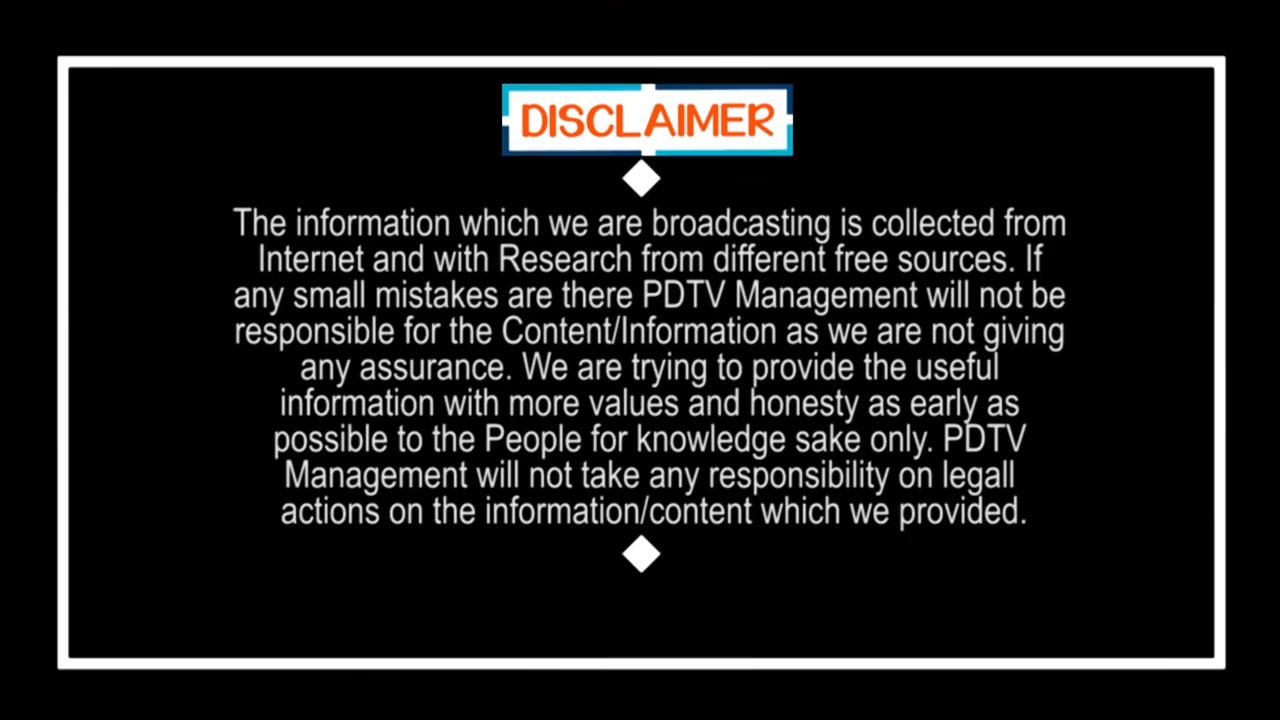 DISCLAIMER
The information which we are broadcasting is collected from
Internet and with Research from different free sources. If
any small mistakes are there PDTV Management will not be
responsible for the Content/Information as we are not giving
any assurance. We are trying to provide the useful
information with more values and honesty as early as
possible to the People for knowledge sake only. PDTV
Management will not take any responsibility on legall
actions on the information/content which we provided.